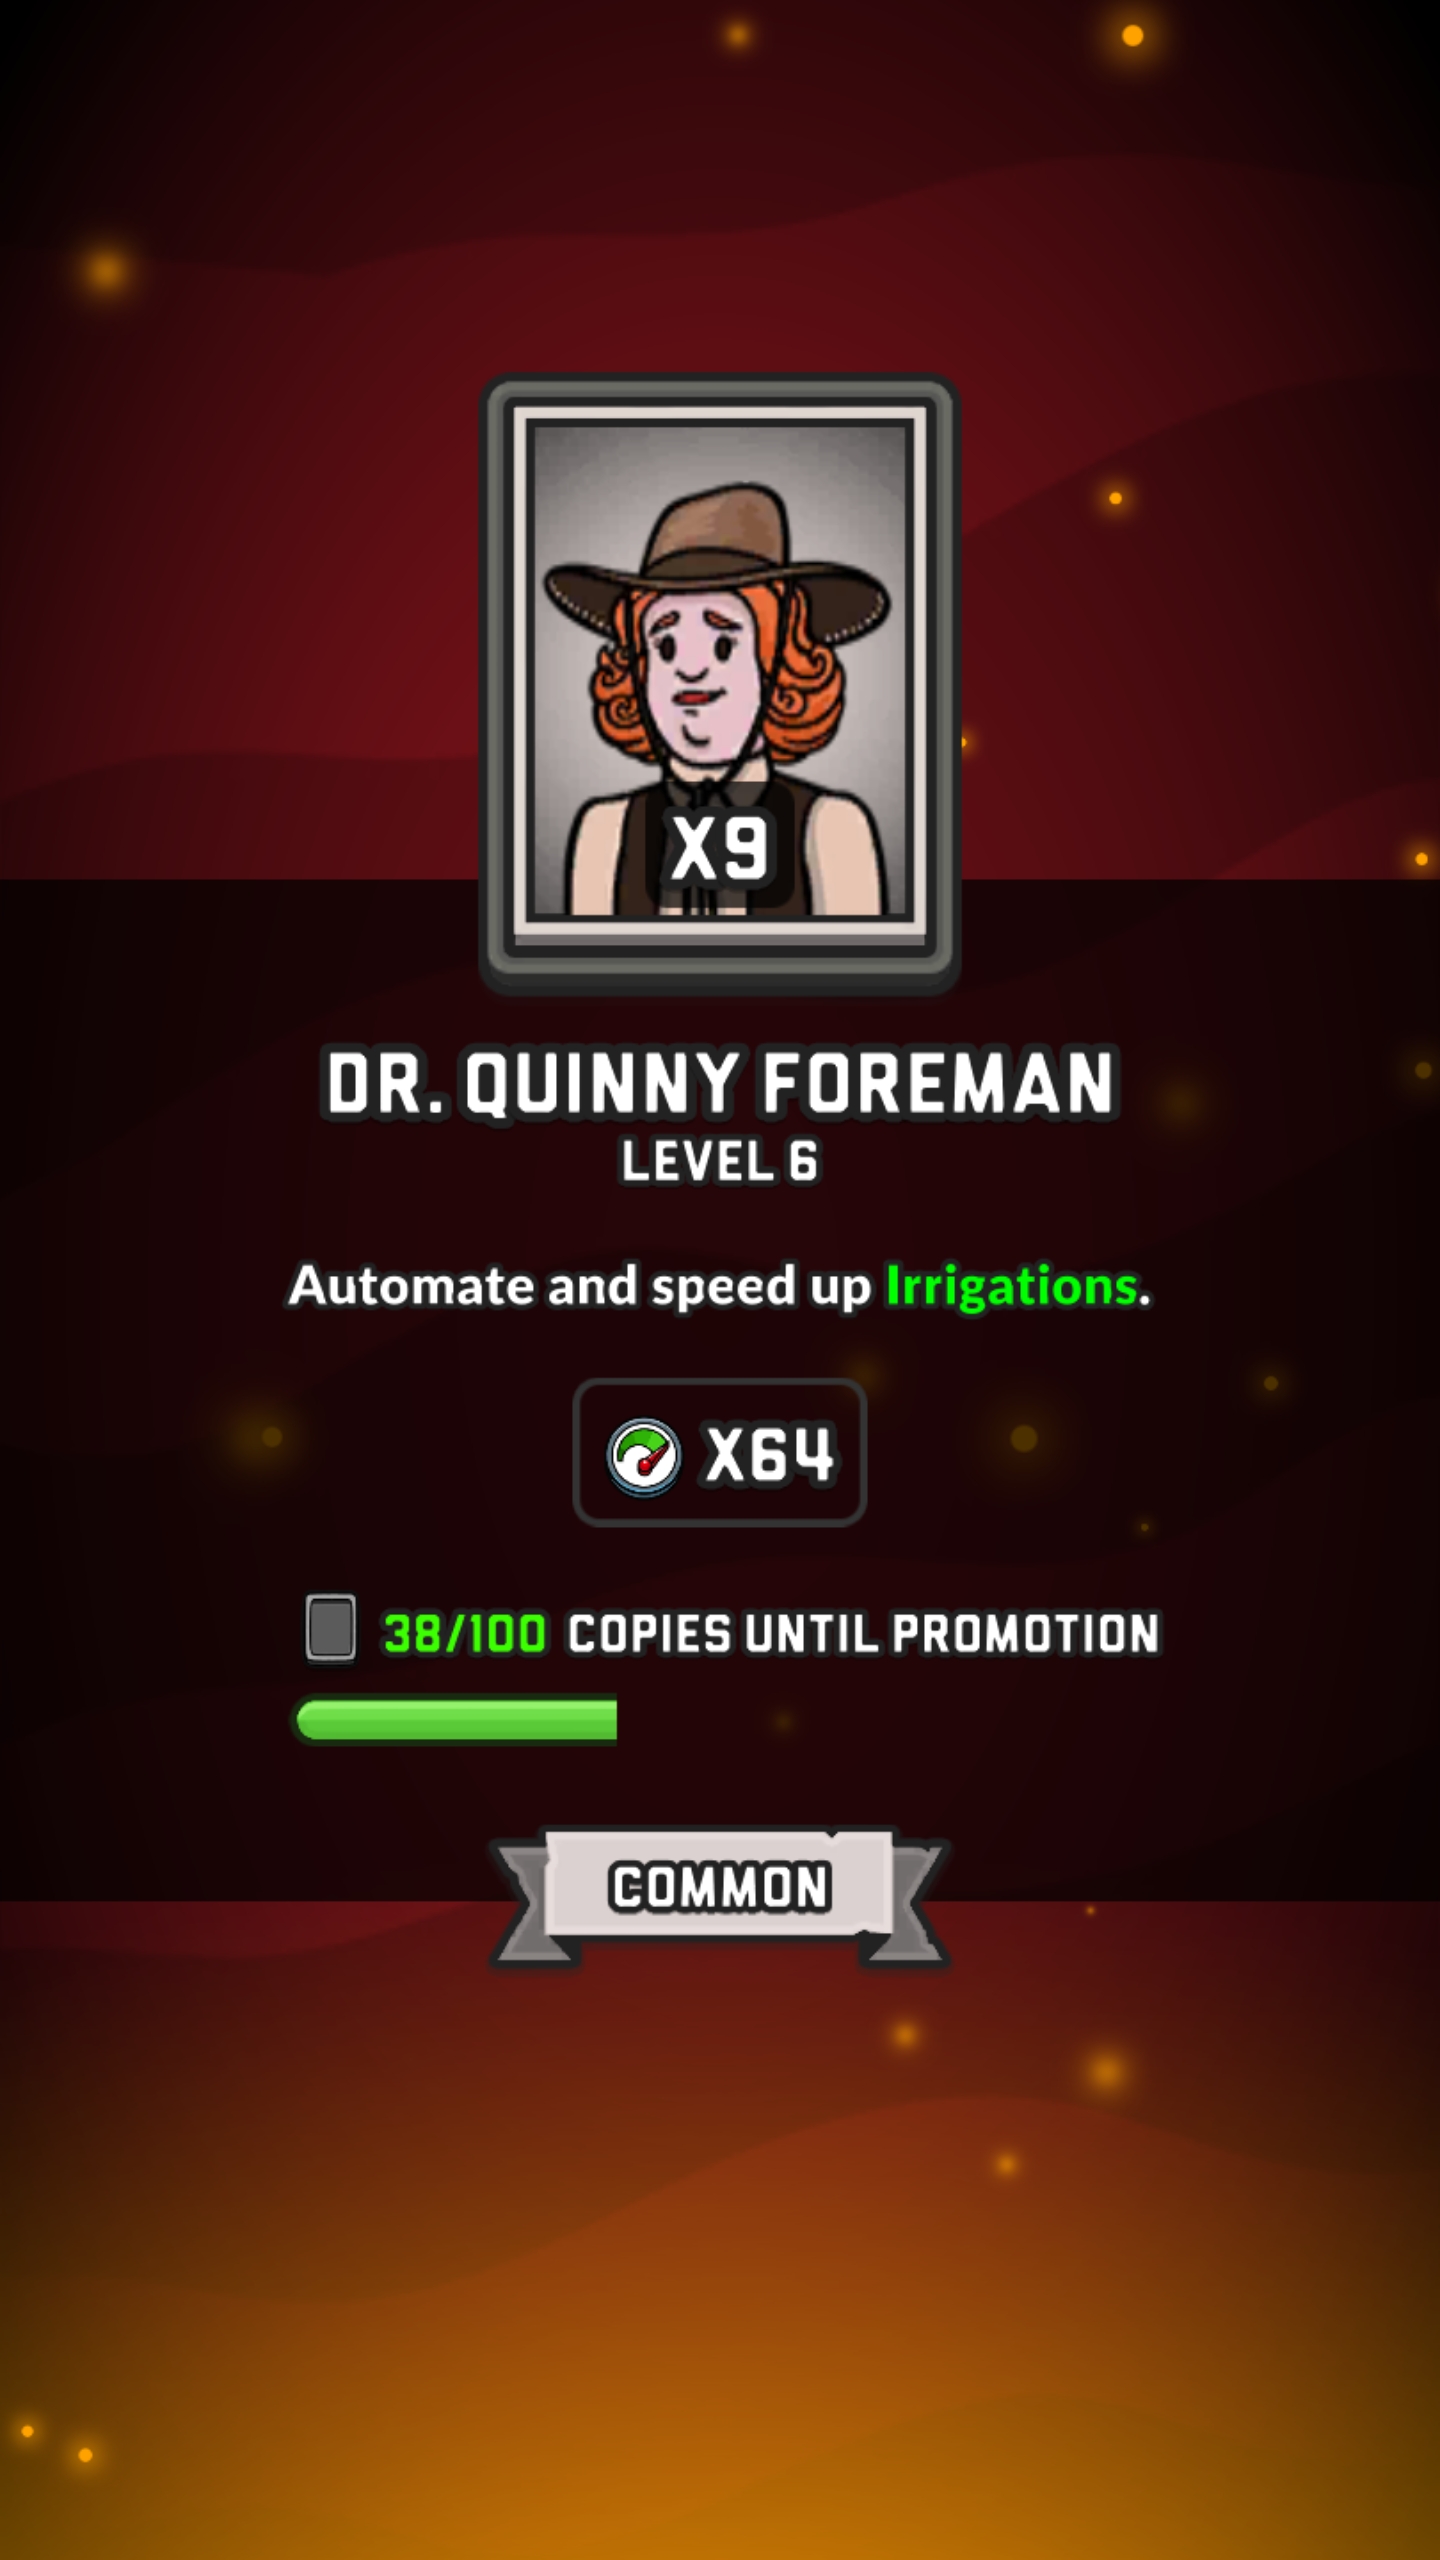 X9
DR. QUINNY FOREMAN
LEVEL 6
Automate and speed up Irrigations.
X64
38/100 COPIES UNTIL PROMOTION
COMMON